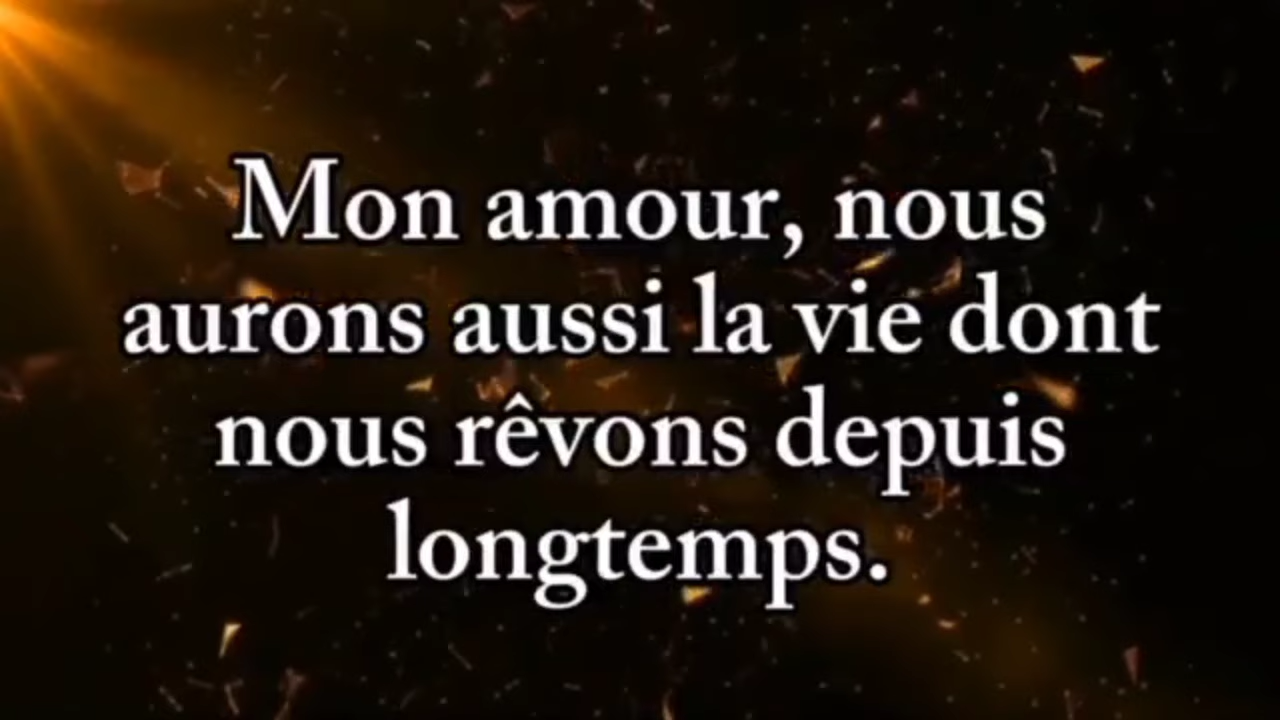 Mon amour, nous
aurons aussi la vie dont
nous rêvons depuis
longtemps.